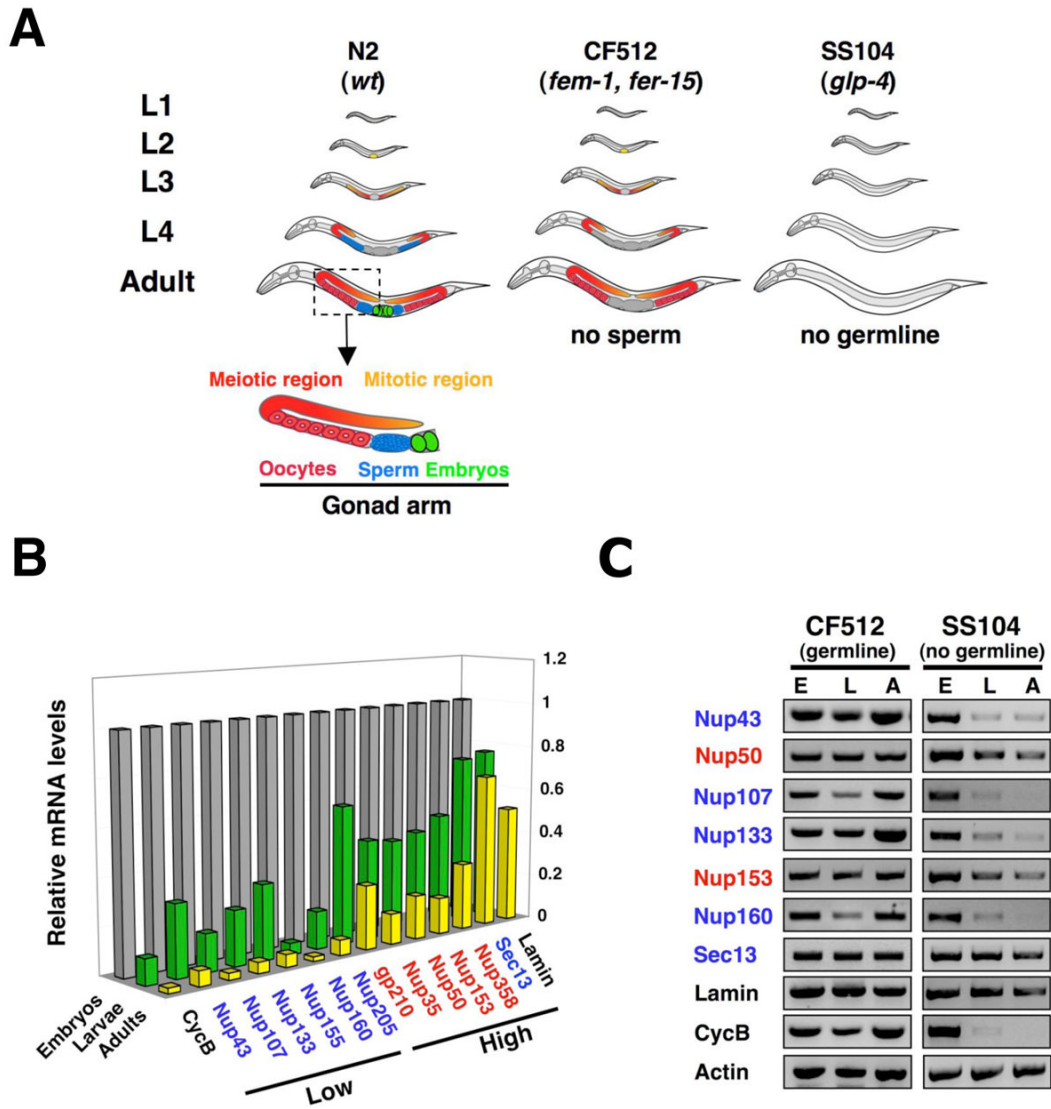 A
N2
(wt)
CF512
(fem-1, fer-15)
SS104
(glp-4)
L1
L2
L3
L4
Adult
no sperm
no germline
Meiotic region Mitotic region
Oocytes Sperm Embryos
Gonad arm
B
Relative mRNA levels
1.2
1
0.8
0.6
0.4
0.2
0
Embryos
Larvae
Adults
CycB
Nup43
Nup107
Nup133
Nup155
Nup160
Nup205
gp210
Nup35
Nup50
Nup153
Nup358
Sec13
Lamin
Low
High
C
CF512
(germline)
SS104
(no germline)
E L A E L A
Nup43
Nup50
Nup107
Nup133
Nup153
Nup160
Sec13
Lamin
CycB
Actin